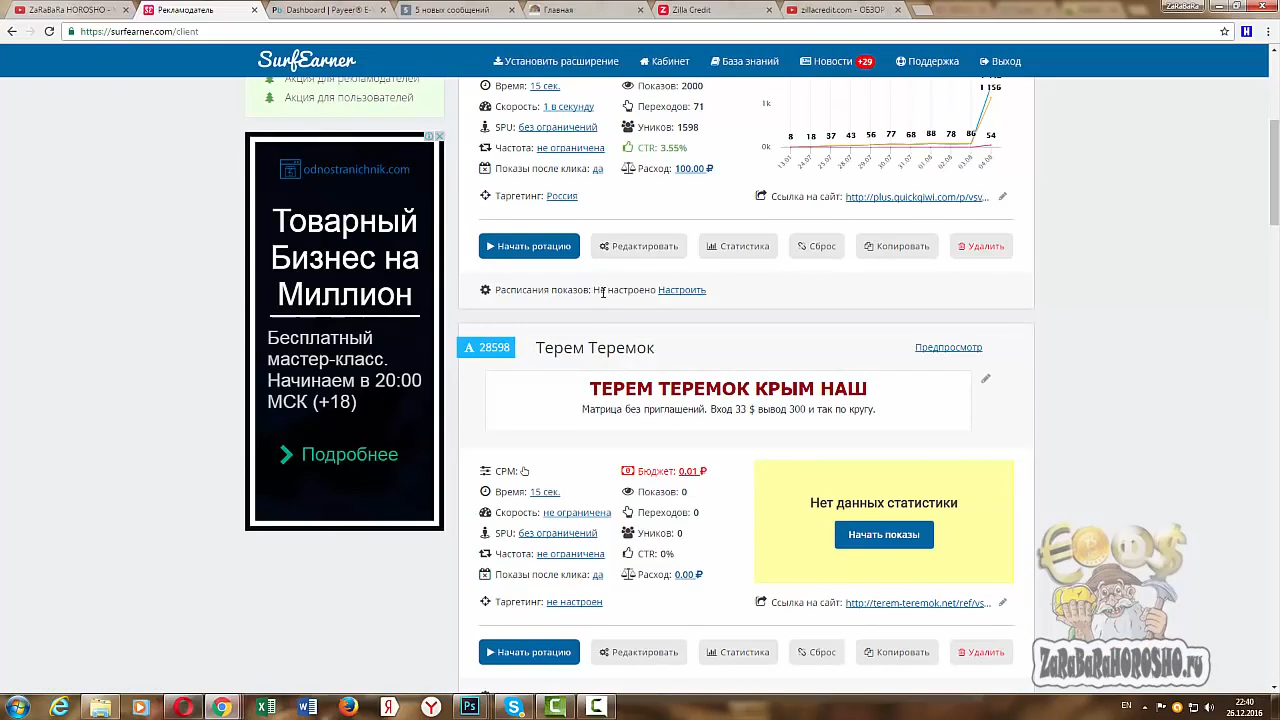 ZaRaBaRa HOROSHO -
Рекламодатель
Dashboard | Payeer® E-C
5 новых сообщений
Главная
Zilla Credit
zillacredit.com - ОБЗОР
ZARABARA
https://surfearner.com/client
SurfEarner
Установить расширение
Кабинет
База знаний
Новости +29
Поддержка
Выход
Акция для рекламодателей
Акция для пользователей
odnostranichnik.com
Товарный
Бизнес на
Миллион
Бесплатный
мастер-класс.
Начинаем в 20:00
МСК (+18)
Подробнее
Время: 15 сек.
Показов: 2000
Скорость: 1 в секунду
Переходов: 71
SPU: без ограничений
Уников: 1598
Частота: не ограничена
CTR: 3.55%
Показы после клика: да
Расход: 100.00 ₽
1k
0k
1 156
8 18 37 43 56 77 68 88 78 86 54
Таргетинг: Россия
Ссылка на сайт: http://plus.quickgiwi.com/p/vsv...
Начать ротацию
Редактировать
Статистика
Сброс
Копировать
Удалить
Расписания показов: Не настроено Настроить
A 28598
Терем Теремок
Предпросмотр
ТЕРЕМ ТЕРЕМОК КРЫМ НАШ
Матрица без приглашений. Вход 33 $ вывод 300 и так по кругу.
CPM:
Бюджет: 0.01 ₽
Время: 15 сек.
Показов: 0
Скорость: не ограничена
Переходов: 0
SPU: без ограничений
Уников: 0
Частота: не ограничена
CTR: 0%
Показы после клика: да
Расход: 0.00 ₽
Нет данных статистики
Начать показы
Таргетинг: не настроен
Ссылка на сайт: http://terem-teremok.net/ref/vs...
Начать ротацию
Редактировать
Статистика
Сброс
Копировать
Удалить
ZaRaBaRaHOROSHO.ru
EN
22:40
26.12.2016